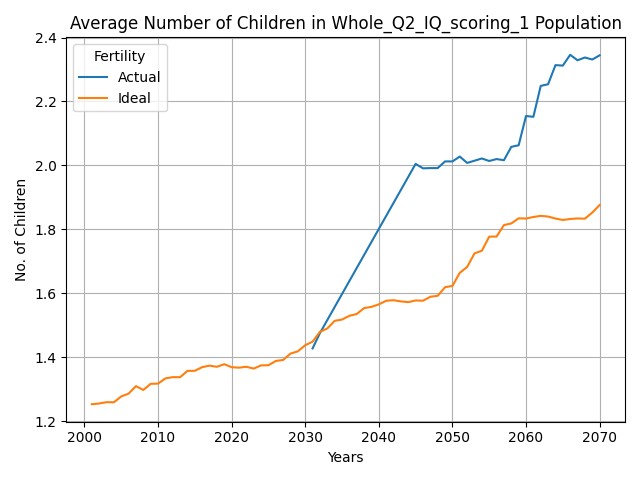 Average Number of Children in Whole_Q2_IQ_scoring_1 Population
Fertility
Actual
Ideal
No. of Children
2.4
2.2
2.0
1.8
1.6
1.4
1.2
2000 2010 2020 2030 2040 2050 2060 2070
Years